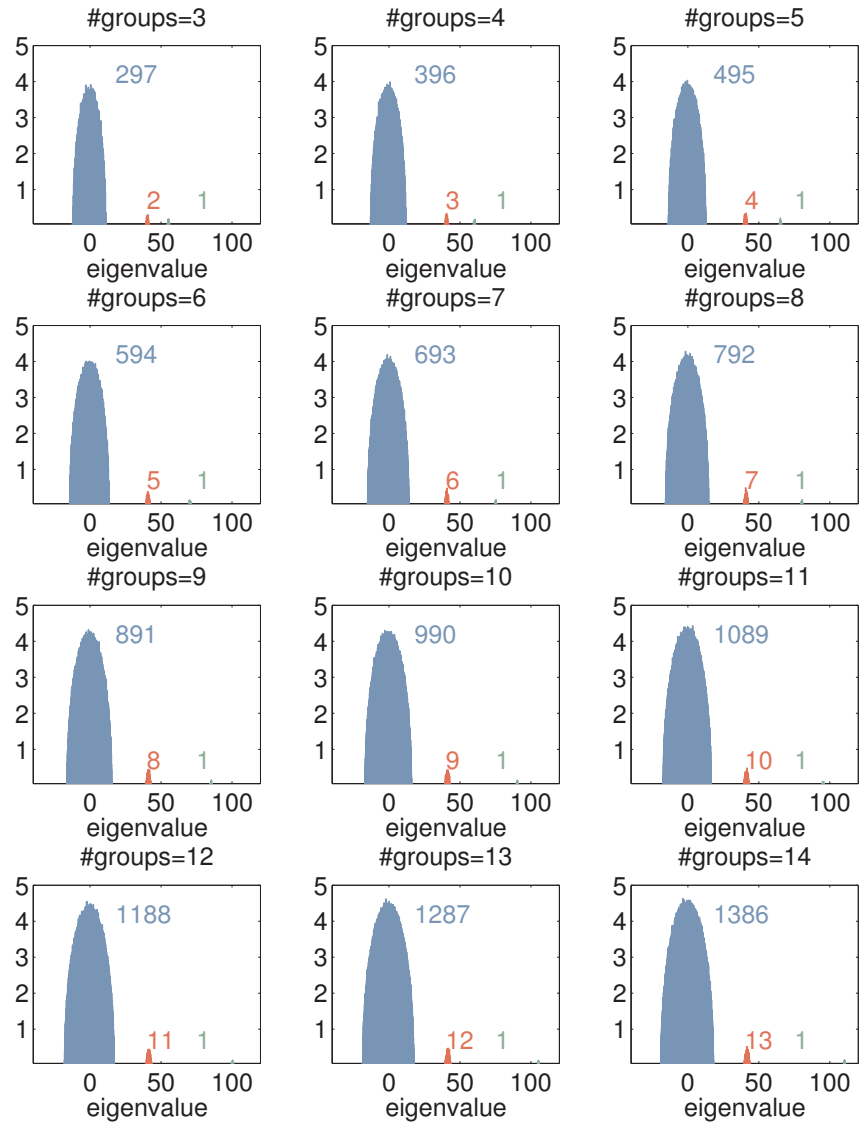 #groups=3 #groups=4 #groups=5
5 5 5
297 396 495
4 4 4
3 3 3
2 2 2
1 2 1 1 3 1 1 4 1
0 50 100 0 50 100 0 50 100
eigenvalue eigenvalue eigenvalue
#groups=6 #groups=7 #groups=8
5 5 5
594 693 792
4 4 4
3 3 3
2 2 2
1 5 1 1 6 1 1 7 1
0 50 100 0 50 100 0 50 100
eigenvalue eigenvalue eigenvalue
#groups=9 #groups=10 #groups=11
5 5 5
891 990 1089
4 4 4
3 3 3
2 2 2
1 8 1 1 9 1 1 10 1
0 50 100 0 50 100 0 50 100
eigenvalue eigenvalue eigenvalue
#groups=12 #groups=13 #groups=14
5 5 5
1188 1287 1386
4 4 4
3 3 3
2 2 2
1 11 1 1 12 1 1 13 1
0 50 100 0 50 100 0 50 100
eigenvalue eigenvalue eigenvalue